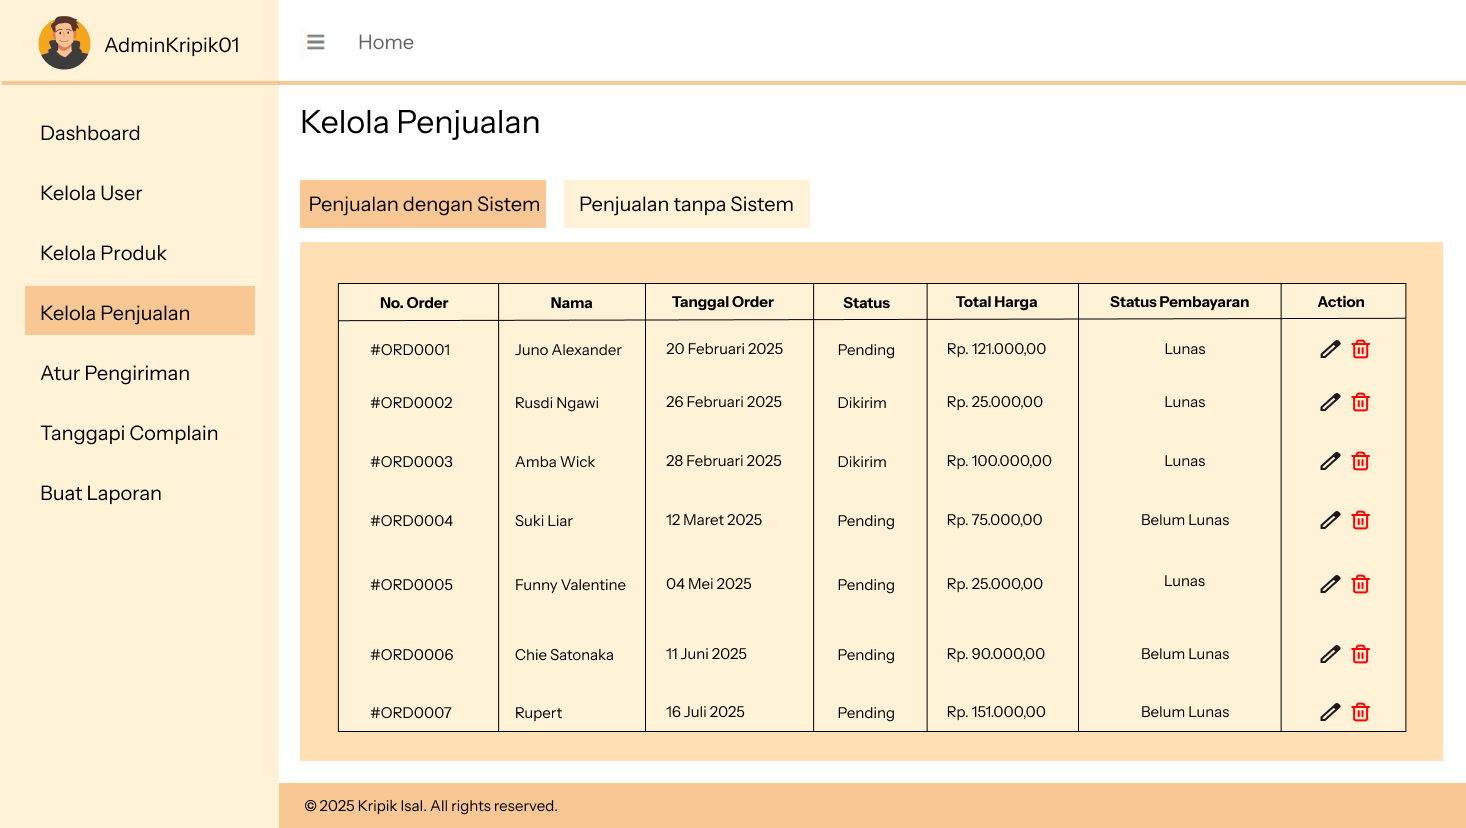 AdminKripik01
Home
Dashboard
Kelola User
Kelola Produk
Kelola Penjualan
Atur Pengiriman
Tanggapi Complain
Buat Laporan
Kelola Penjualan
Penjualan dengan Sistem Penjualan tanpa Sistem
No. Order Nama Tanggal Order Status Total Harga Status Pembayaran Action
#ORD0001 Juno Alexander 20 Februari 2025 Pending Rp. 121.000,00 Lunas
#ORD0002 Rusdi Ngawi 26 Februari 2025 Dikirim Rp. 25.000,00 Lunas
#ORD0003 Amba Wick 28 Februari 2025 Dikirim Rp. 100.000,00 Lunas
#ORD0004 Suki Liar 12 Maret 2025 Pending Rp. 75.000,00 Belum Lunas
#ORD0005 Funny Valentine 04 Mei 2025 Pending Rp. 25.000,00 Lunas
#ORD0006 Chie Satonaka 11 Juni 2025 Pending Rp. 90.000,00 Belum Lunas
#ORD0007 Rupert 16 Juli 2025 Pending Rp. 151.000,00 Belum Lunas
© 2025 Kripik Isal. All rights reserved.